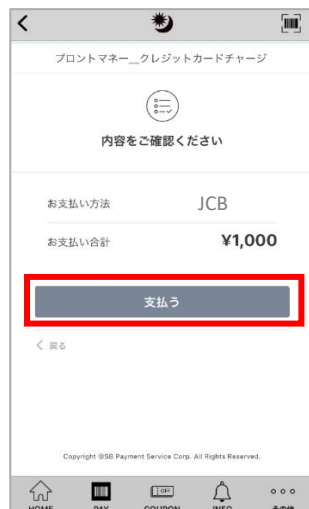 プロントマネー__クレジットカードチャージ
内容をご確認ください
お支払い方法 JCB
お支払い合計 ¥1,000
支払う
戻る
Copyright ©SB Payment Service Corp. All Rights Reserved.
OFF
HOME PAY COUPON INFO その他